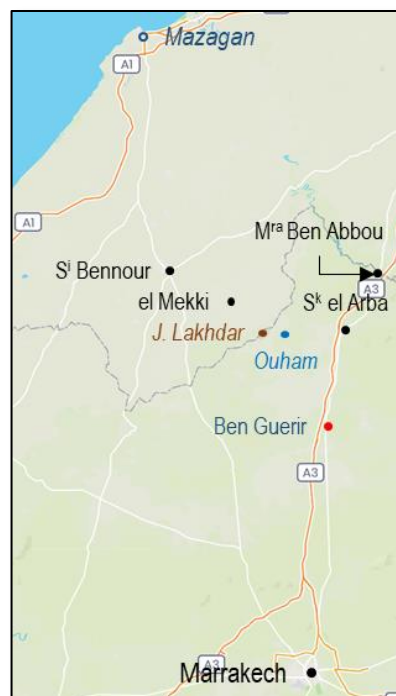 Mazagan
A1
A1
Mʳᵃ Ben Abbou
Sⁱ Bennour
A3
el Mekki
Sᵏ el Arba
J. Lakhdar
Ouham
Ben Guerir
A3
A3
Marrakech